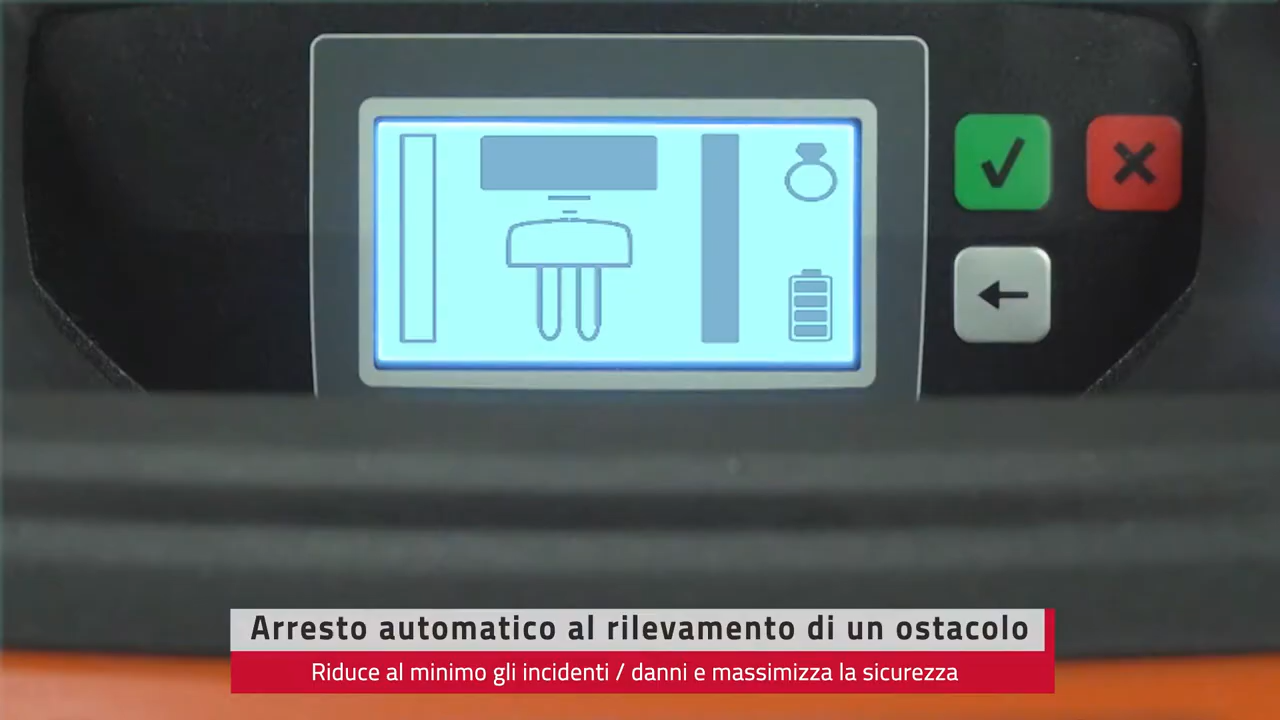 Arresto automatico al rilevamento di un ostacolo
Riduce al minimo gli incidenti / danni e massimizza la sicurezza